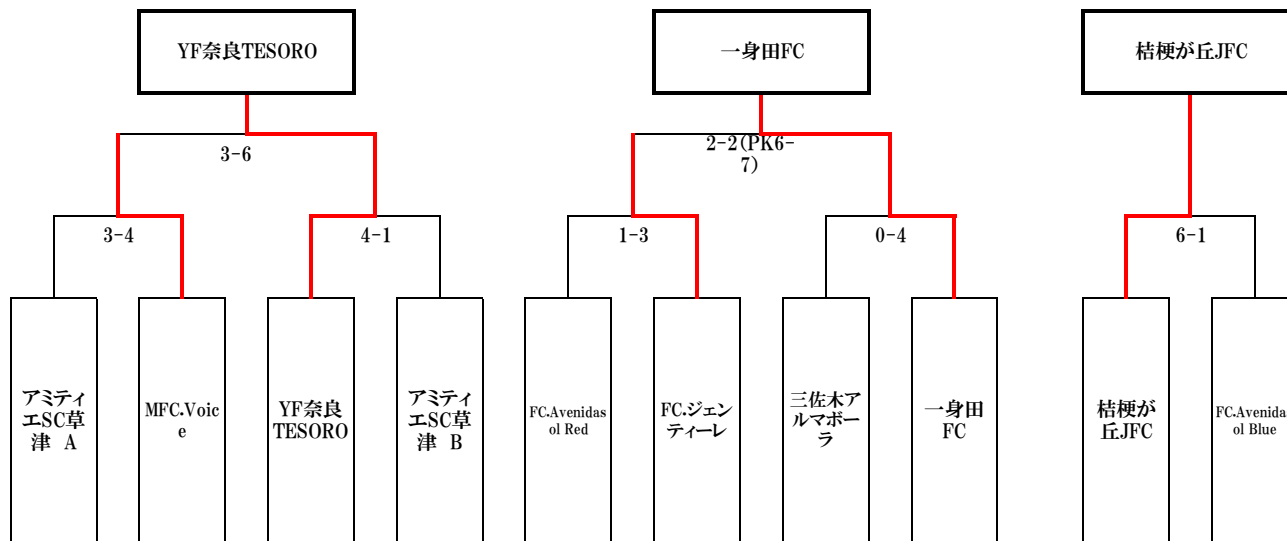 YF奈良TESORO
一身田FC
桔梗が丘JFC
3-6
2-2(PK6-
7)
3-4
4-1
1-3
0-4
6-1
アミティ
エSC草
津 A
MFC.Voic
e
YF奈良
TESORO
アミティ
エSC草
津 B
FC.Avenidas
ol Red
FC.ジェン
ティーレ
三佐木ア
ルマボー
ラ
一身田
FC
桔梗が
丘JFC
FC.Avenidas
ol Blue